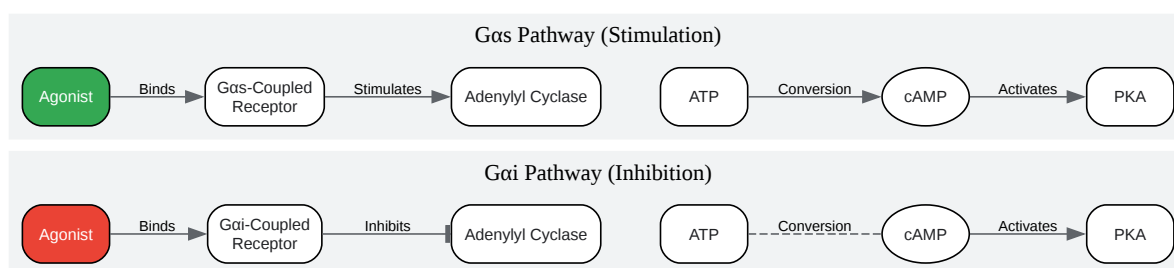 Gαs Pathway (Stimulation)
Agonist
Binds
Gαs-Coupled
Receptor
Stimulates
Adenylyl Cyclase
ATP
Conversion
cAMP
Activates
PKA
Gαi Pathway (Inhibition)
Agonist
Binds
Gαi-Coupled
Receptor
Inhibits
Adenylyl Cyclase
ATP
Conversion
cAMP
Activates
PKA